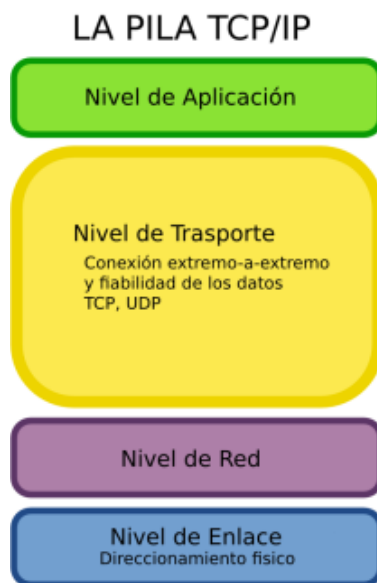 LA PILA TCP/IP
Nivel de Aplicación
Nivel de Trasporte
Conexión extremo-a-extremo
y fiabilidad de los datos
TCP, UDP
Nivel de Red
Nivel de Enlace
Direccionamiento fisico